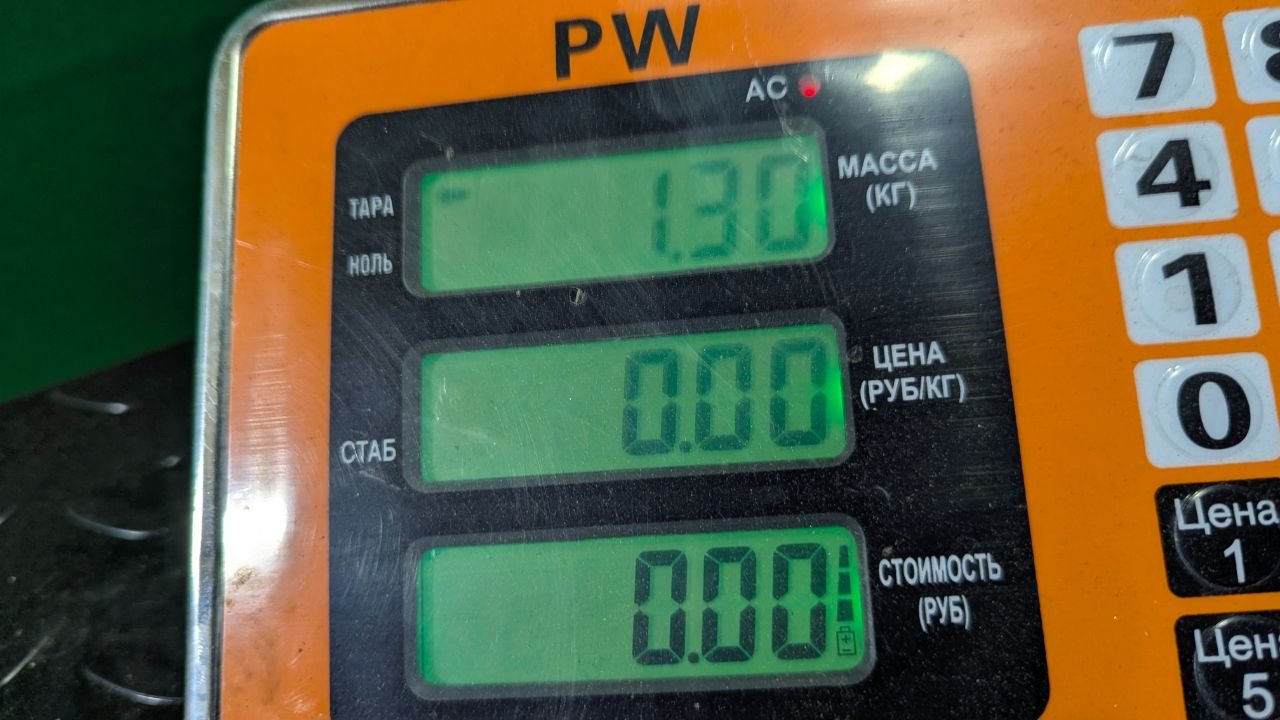 PW
AC
ТАРА
НОЛЬ
1.30
МАССА
(КГ)
СТАБ
0.00
ЦЕНА
(РУБ/КГ)
0.00
СТОИМОСТЬ
(РУБ)
7
4
1
0
Цена
1
5